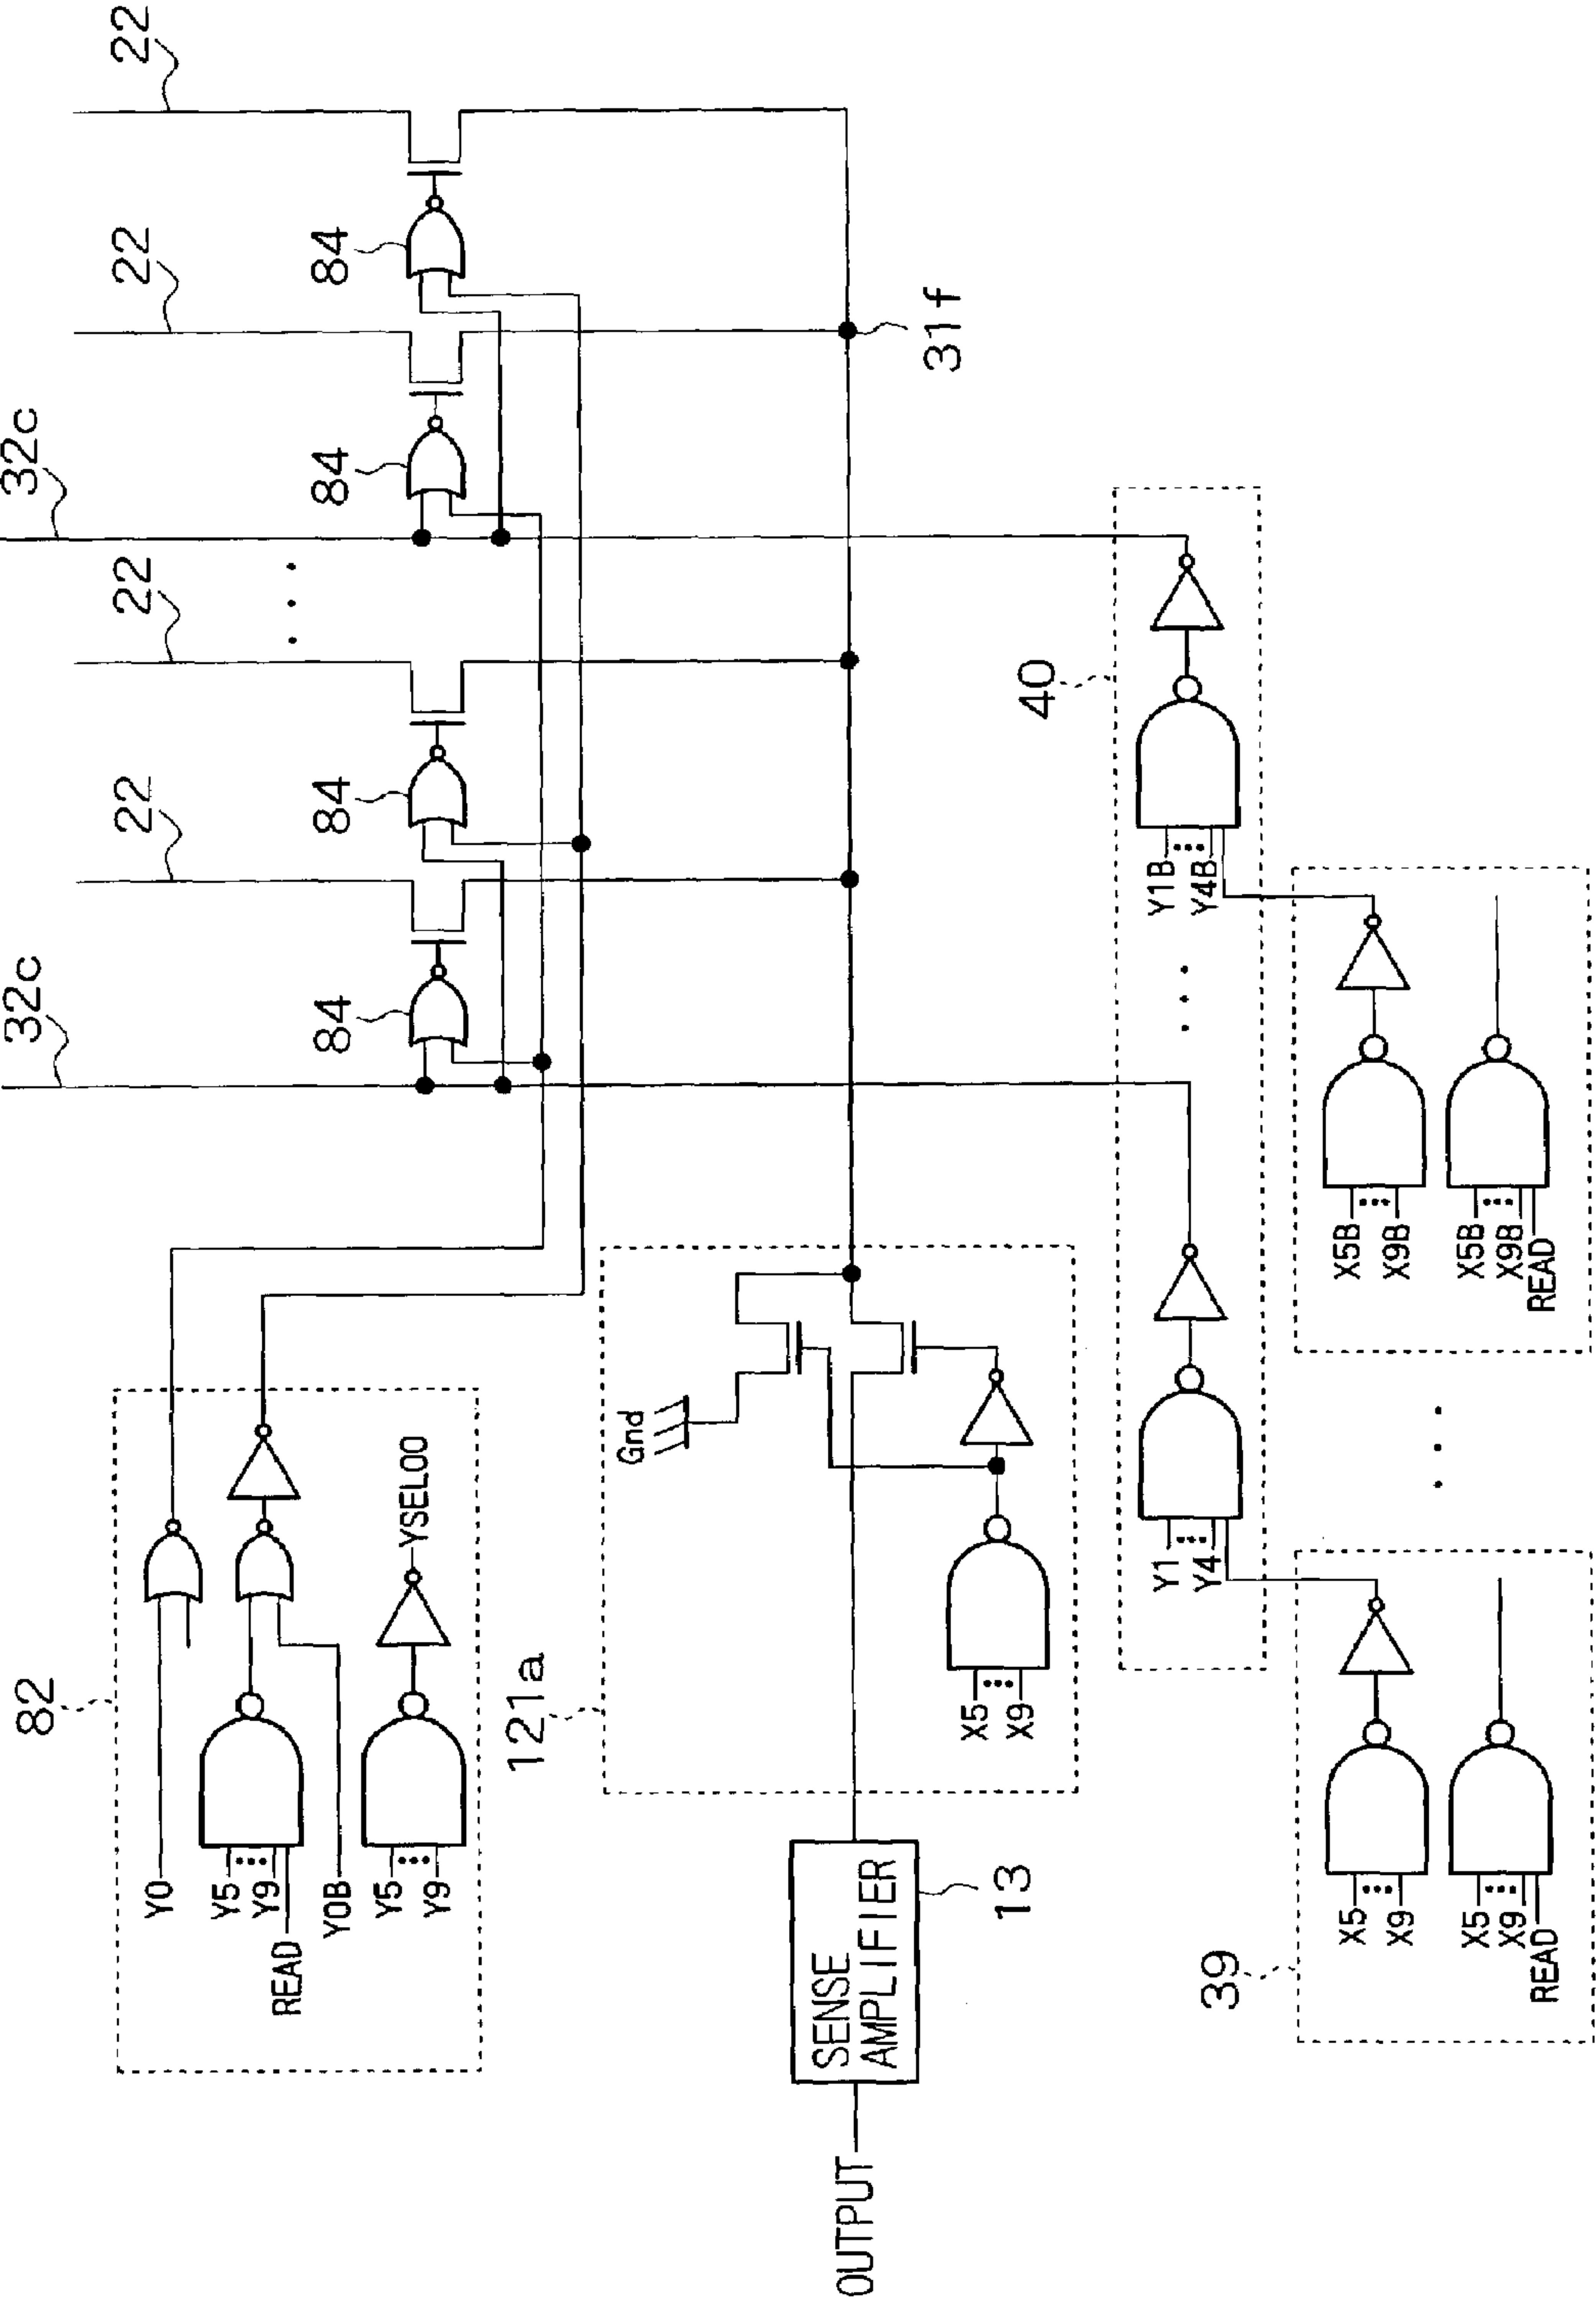 22
22
22
22
32c
32c
84
84
84
84
31f
82
Y0
Y5
Y9
READ
Y0B
Y5
Y9
YSEL00
121a
Gnd
X5
X9
SENSE
AMPLIFIER
13
OUTPUT
40
Y1
Y4
Y1B
Y4B
39
X5
X9
X5
X9
READ
X5B
X9B
X5B
X9B
READ